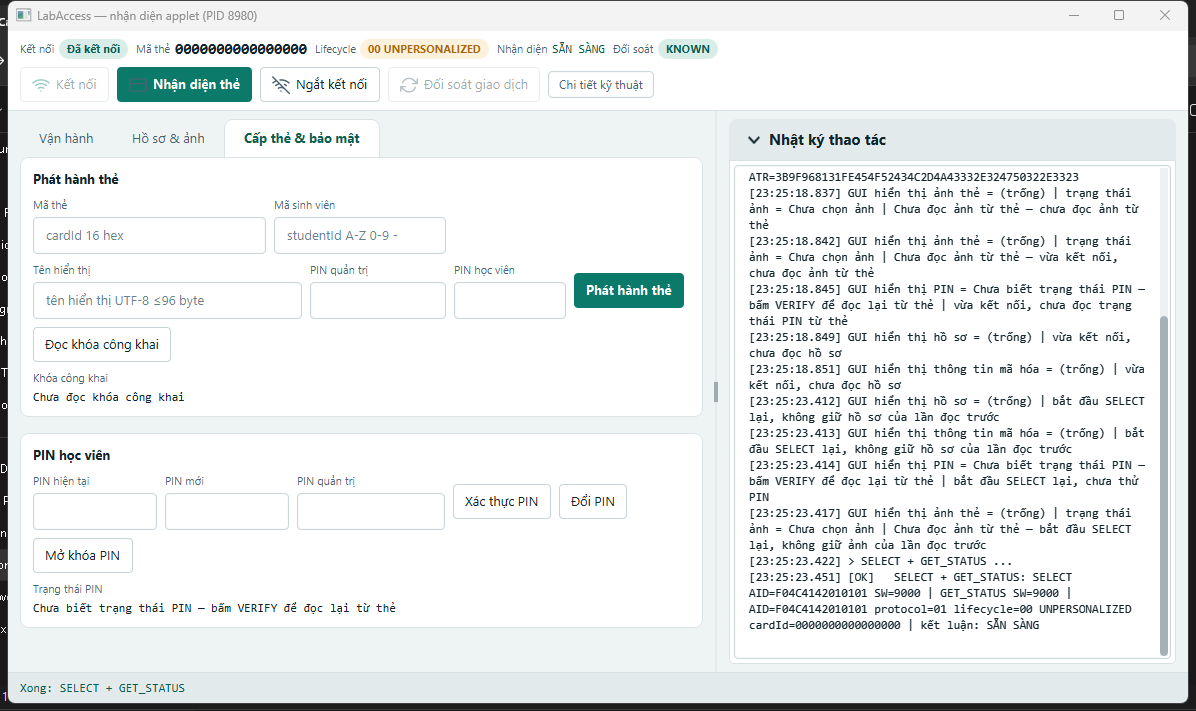 LabAccess — nhận diện applet (PID 8980)
Kết nối Đã kết nối Mã thẻ 0000000000000000 Lifecycle 00 UNPERSONALIZED Nhận diện SẴN SÀNG Đối soát KNOWN
Kết nối Nhận diện thẻ Ngắt kết nối Đối soát giao dịch Chi tiết kỹ thuật
Vận hành Hồ sơ & ảnh Cấp thẻ & bảo mật
Phát hành thẻ
Mã thẻ Mã sinh viên
cardId 16 hex studentId A-Z 0-9 -
Tên hiển thị PIN quản trị PIN học viên
tên hiển thị UTF-8 ≤96 byte Phát hành thẻ
Đọc khóa công khai
Khóa công khai
Chưa đọc khóa công khai
PIN học viên
PIN hiện tại PIN mới PIN quản trị
Xác thực PIN Đổi PIN
Mở khóa PIN
Trạng thái PIN
Chưa biết trạng thái PIN — bấm VERIFY để đọc lại từ thẻ
Nhật ký thao tác
ATR=3B9F968131FE454F52434C2D4A43332E324750322E3323
[23:25:18.837] GUI hiển thị ảnh thẻ = (trống) | trạng thái
ảnh = Chưa chọn ảnh | Chưa đọc ảnh từ thẻ — chưa đọc ảnh từ
thẻ
[23:25:18.842] GUI hiển thị ảnh thẻ = (trống) | trạng thái
ảnh = Chưa chọn ảnh | Chưa đọc ảnh từ thẻ — vừa kết nối,
chưa đọc ảnh từ thẻ
[23:25:18.845] GUI hiển thị PIN = Chưa biết trạng thái PIN —
bấm VERIFY để đọc lại từ thẻ | vừa kết nối, chưa đọc trạng
thái PIN từ thẻ
[23:25:18.849] GUI hiển thị hồ sơ = (trống) | vừa kết nối,
chưa đọc hồ sơ
[23:25:18.851] GUI hiển thị thông tin mã hóa = (trống) | vừa
kết nối, chưa đọc hồ sơ
[23:25:23.412] GUI hiển thị hồ sơ = (trống) | bắt đầu SELECT
lại, không giữ hồ sơ của lần đọc trước
[23:25:23.413] GUI hiển thị thông tin mã hóa = (trống) | bắt
đầu SELECT lại, không giữ hồ sơ của lần đọc trước
[23:25:23.414] GUI hiển thị PIN = Chưa biết trạng thái PIN —
bấm VERIFY để đọc lại từ thẻ | bắt đầu SELECT lại, chưa thử
PIN
[23:25:23.417] GUI hiển thị ảnh thẻ = (trống) | trạng thái
ảnh = Chưa chọn ảnh | Chưa đọc ảnh từ thẻ — bắt đầu SELECT
lại, không giữ ảnh của lần đọc trước
[23:25:23.422] > SELECT + GET_STATUS ...
[23:25:23.451] [OK] SELECT + GET_STATUS: SELECT
AID=F04C4142010101 SW=9000 | GET_STATUS SW=9000 |
AID=F04C4142010101 protocol=01 lifecycle=00 UNPERSONALIZED
cardId=0000000000000000 | kết luận: SẴN SÀNG
Xong: SELECT + GET_STATUS